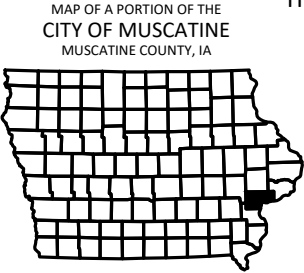 MAP OF A PORTION OF THE
CITY OF MUSCATINE
MUSCATINE COUNTY, IA